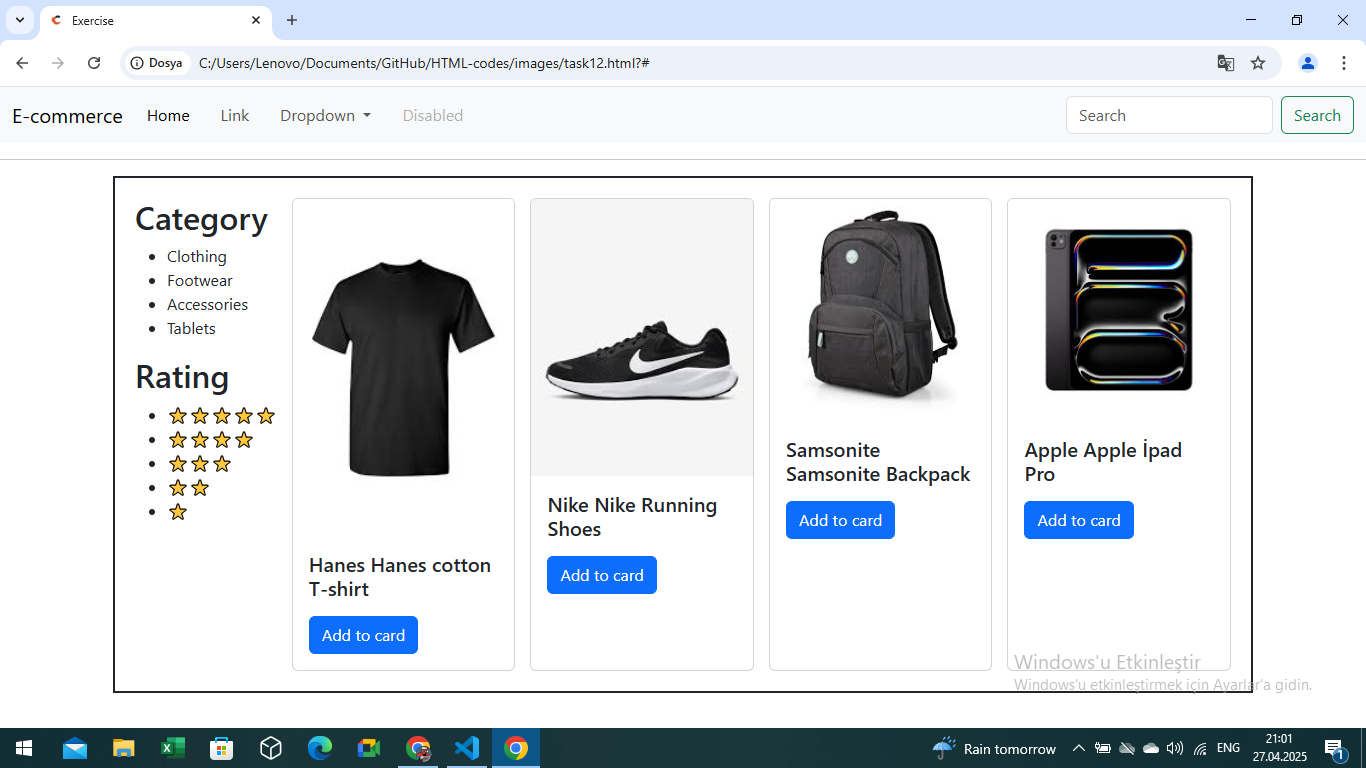 Exercise
Dosya
C:/Users/Lenovo/Documents/GitHub/HTML-codes/images/task12.html?#
E-commerce
Home
Link
Dropdown
Disabled
Search
Search
Category
Clothing
Footwear
Accessories
Tablets
Rating
Hanes Hanes cotton
T-shirt
Add to card
Nike Nike Running
Shoes
Add to card
Samsonite
Samsonite Backpack
Add to card
Apple Apple İpad
Pro
Add to card
Windows'u Etkinleştir
Windows'u etkinleştirmek için Ayarlar'a gidin.
Rain tomorrow
ENG
21:01
27.04.2025
1